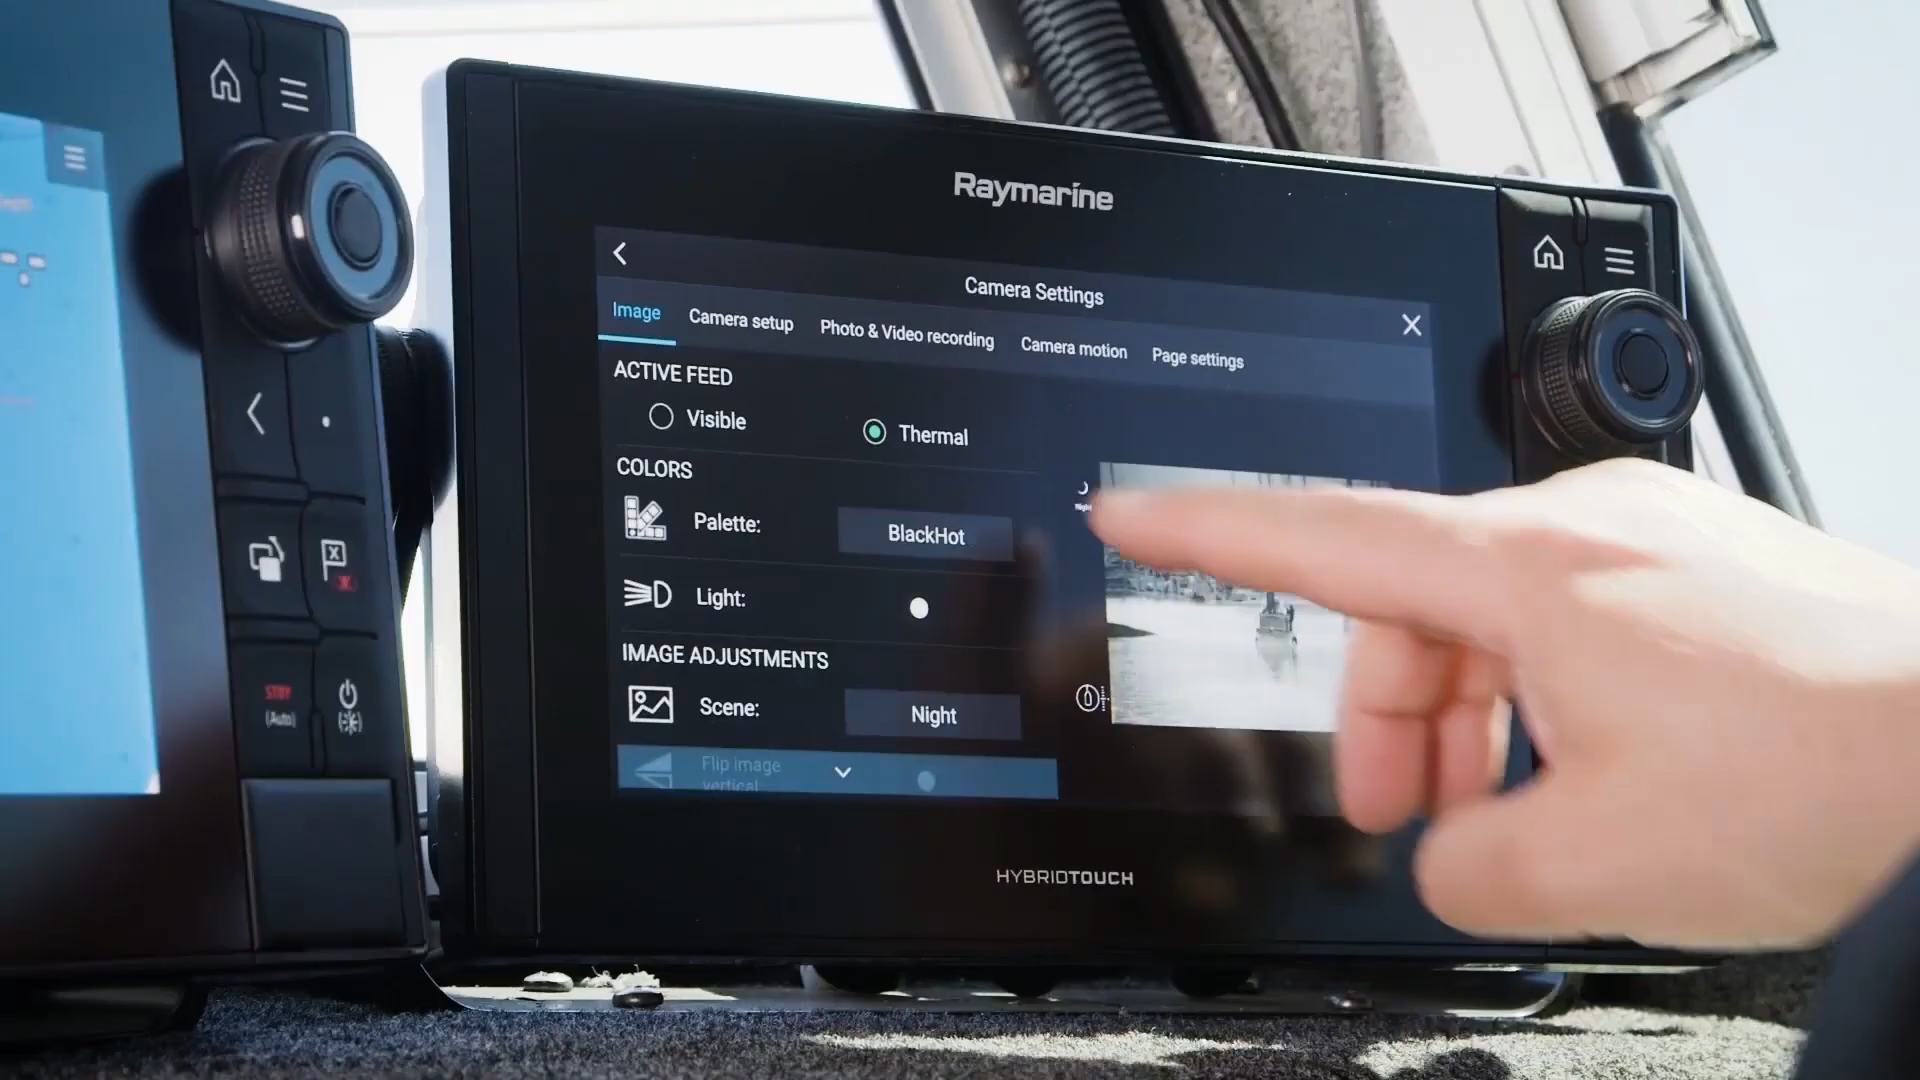 Raymarine
Camera Settings
Image Camera setup Photo & Video recording Camera motion Page settings
ACTIVE FEED
Visible Thermal
COLORS
Palette: BlackHot
Light:
IMAGE ADJUSTMENTS
Scene: Night
Flip image
vertical
HYBRIDTOUCH
STBY
(Auto)